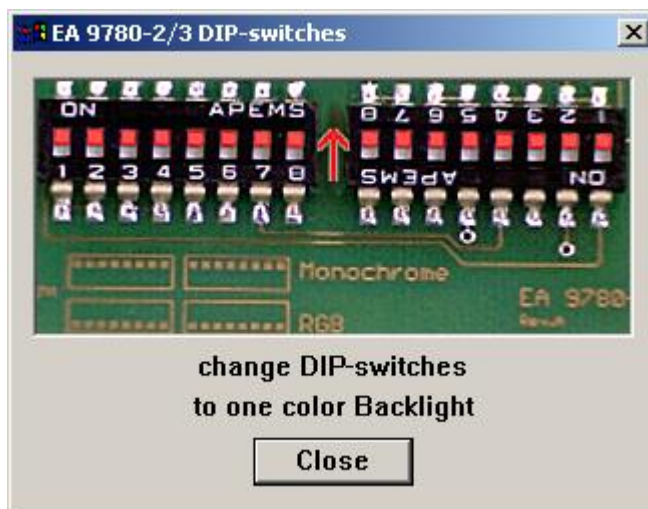 EA 9780-2/3 DIP-switches
ON APEMS
1 2 3 4 5 6 7 8
8 7 6 5 4 3 2 1
APEMS ON
Monochrome
RGB
EA 9780-
change DIP-switches
to one color Backlight
Close